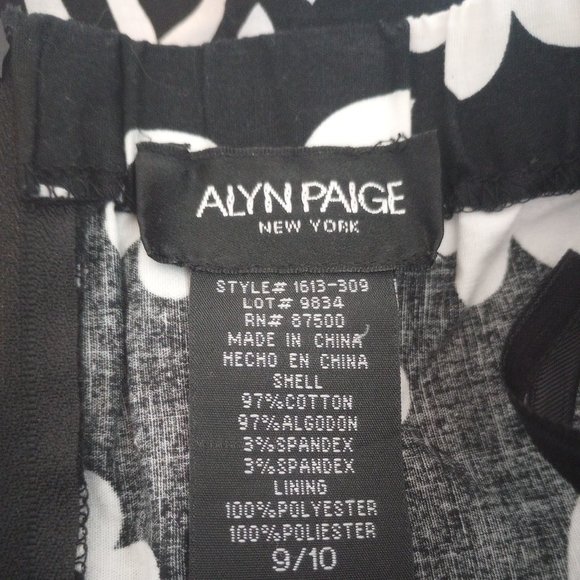 ALYN PAIGE
NEW YORK
STYLE# 1613-309
LOT# 9834
RN# 87500
MADE IN CHINA
HECHO EN CHINA
SHELL
97%COTTON
97%ALGODON
3%SPANDEX
3%SPANDEX
LINING
100%POLYESTER
100%POLIESTER
9/10